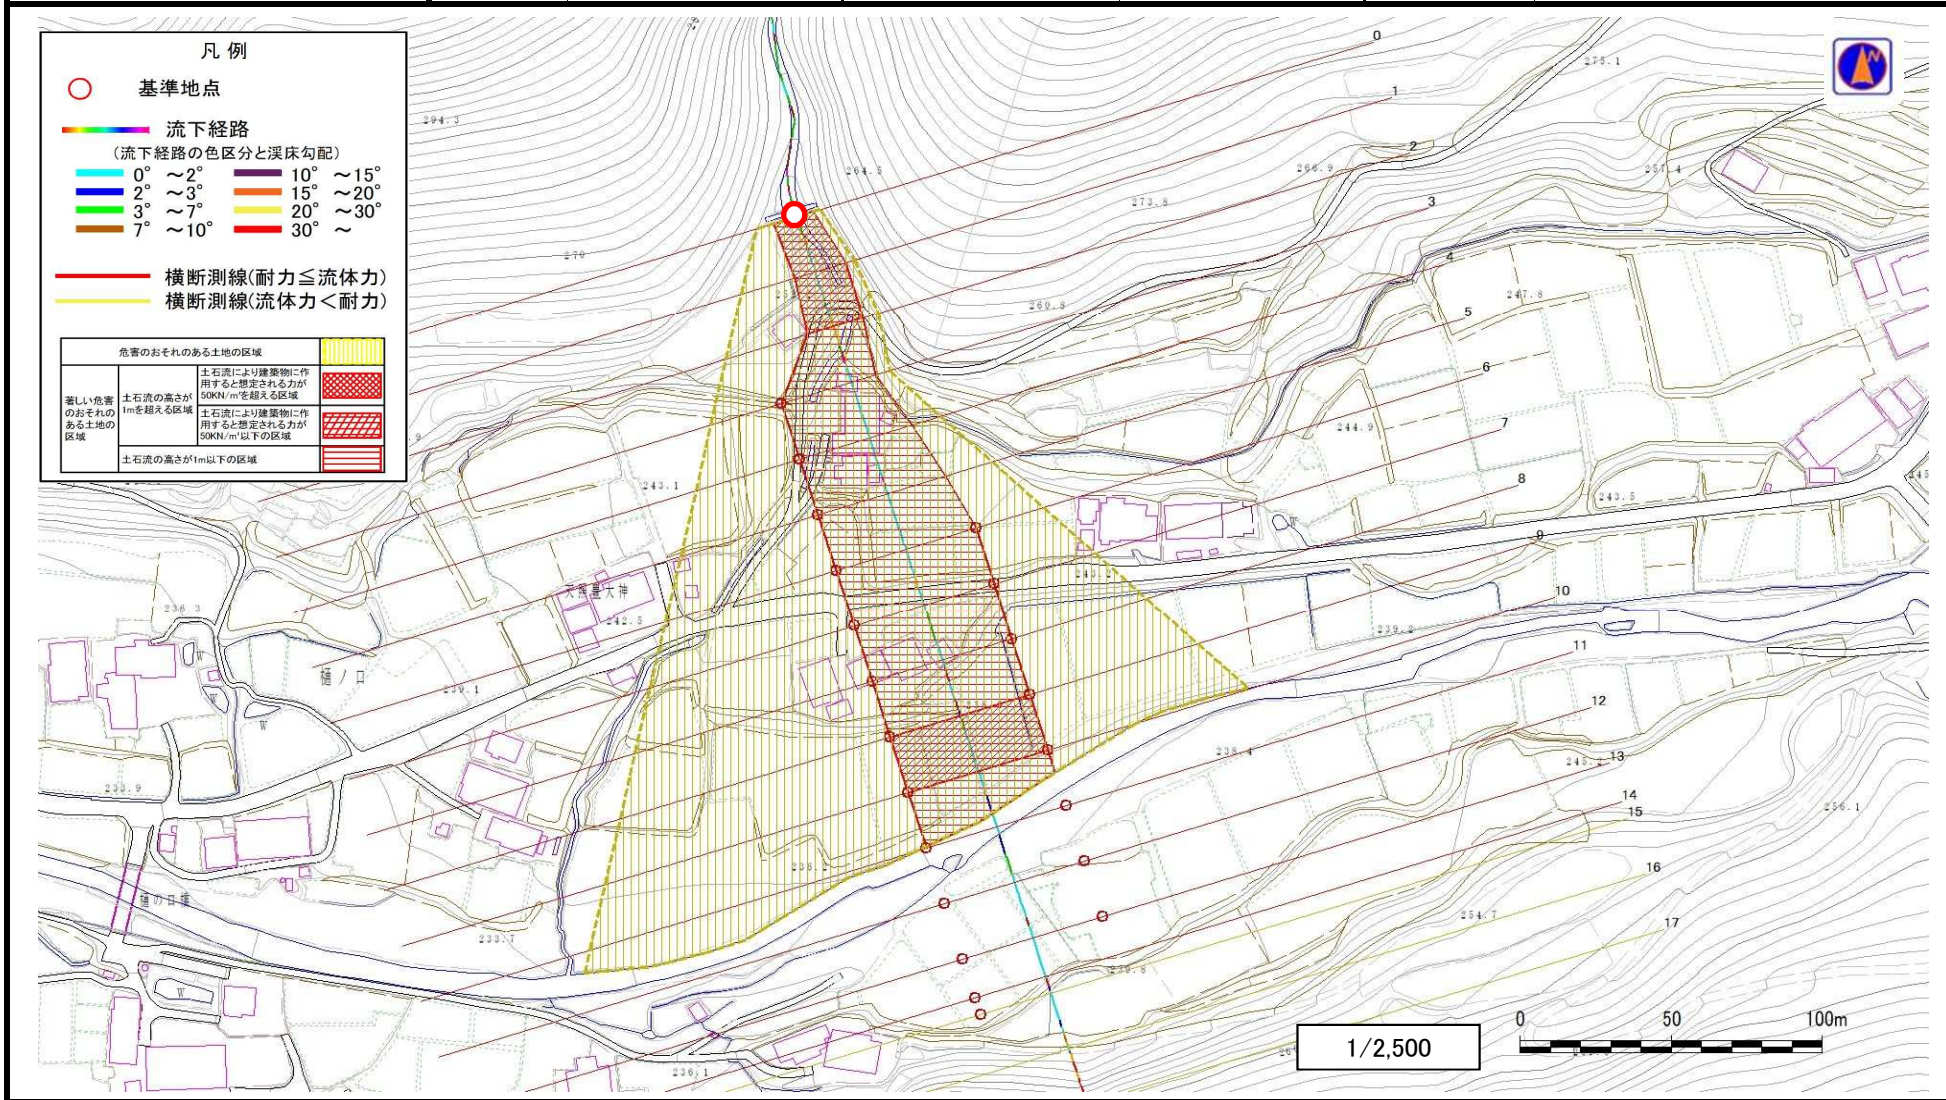 凡 例
基準地点
流下経路
(流下経路の色区分と渓床勾配)
0° ～2° 10° ～15°
2° ～3° 15° ～20°
3° ～7° 20° ～30°
7° ～10° 30° ～
横断測線(耐力≦流体力)
横断測線(流体力<耐力)
危害のおそれのある土地の区域
著しい危害
のおそれの
ある土地の
区域
土石流の高さが
1mを超える区域
土石流により建築物に作
用すると想定される力が
50KN/㎡を超える区域
土石流により建築物に作
用すると想定される力が
50KN/㎡以下の区域
土石流の高さが1m以下の区域
N
0
1
2
3
4
5
6
7
8
9
10
11
12
13
14
15
16
17
275.1
294.3
264.5
266.9
257.4
273.8
270
260.8
247.8
244.9
243.1
243.5
242.5
236.3
239.2
239.1
238.4
245.2
256.1
233.9
236.2
254.7
233.7
239.8
236.1
天照皇大神
樋ノ口
樋の口橋
W
W
W
W
W
W
1/2,500
0 50 100m